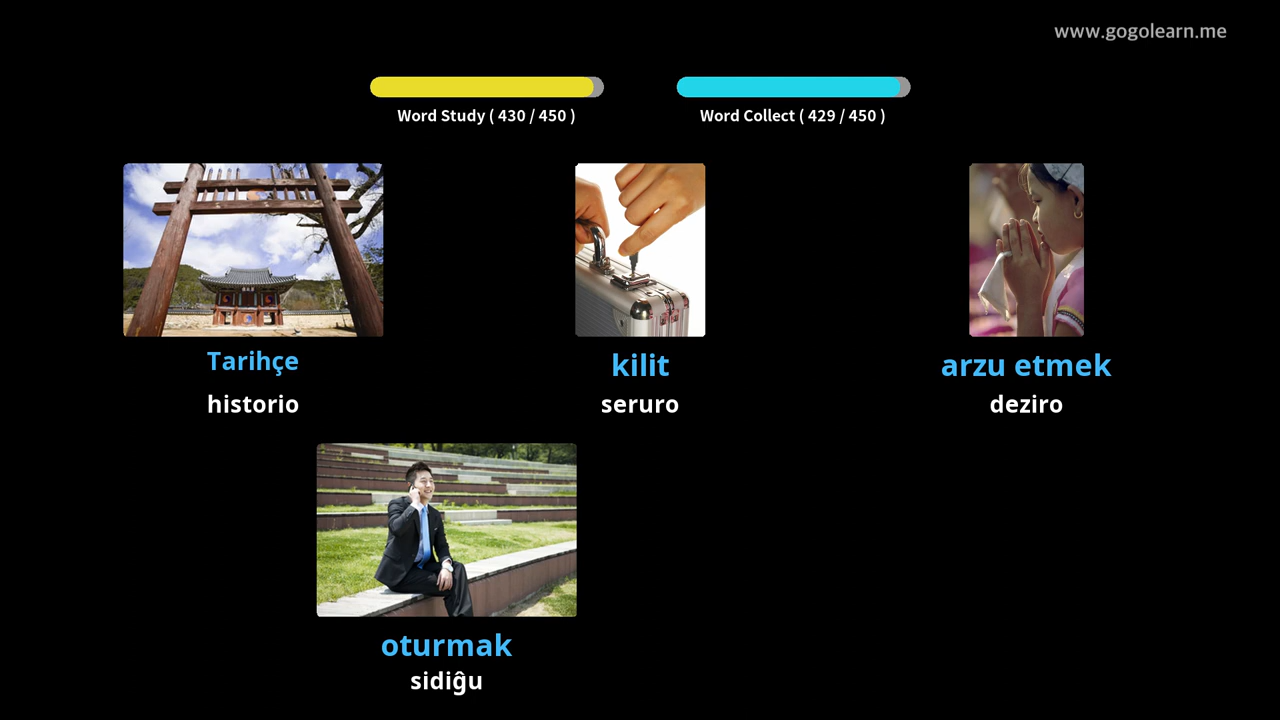 www.gogolearn.me
Word Study ( 430 / 450 )
Word Collect ( 429 / 450 )
Tarihçe
historio
kilit
seruro
arzu etmek
deziro
oturmak
sidiĝu